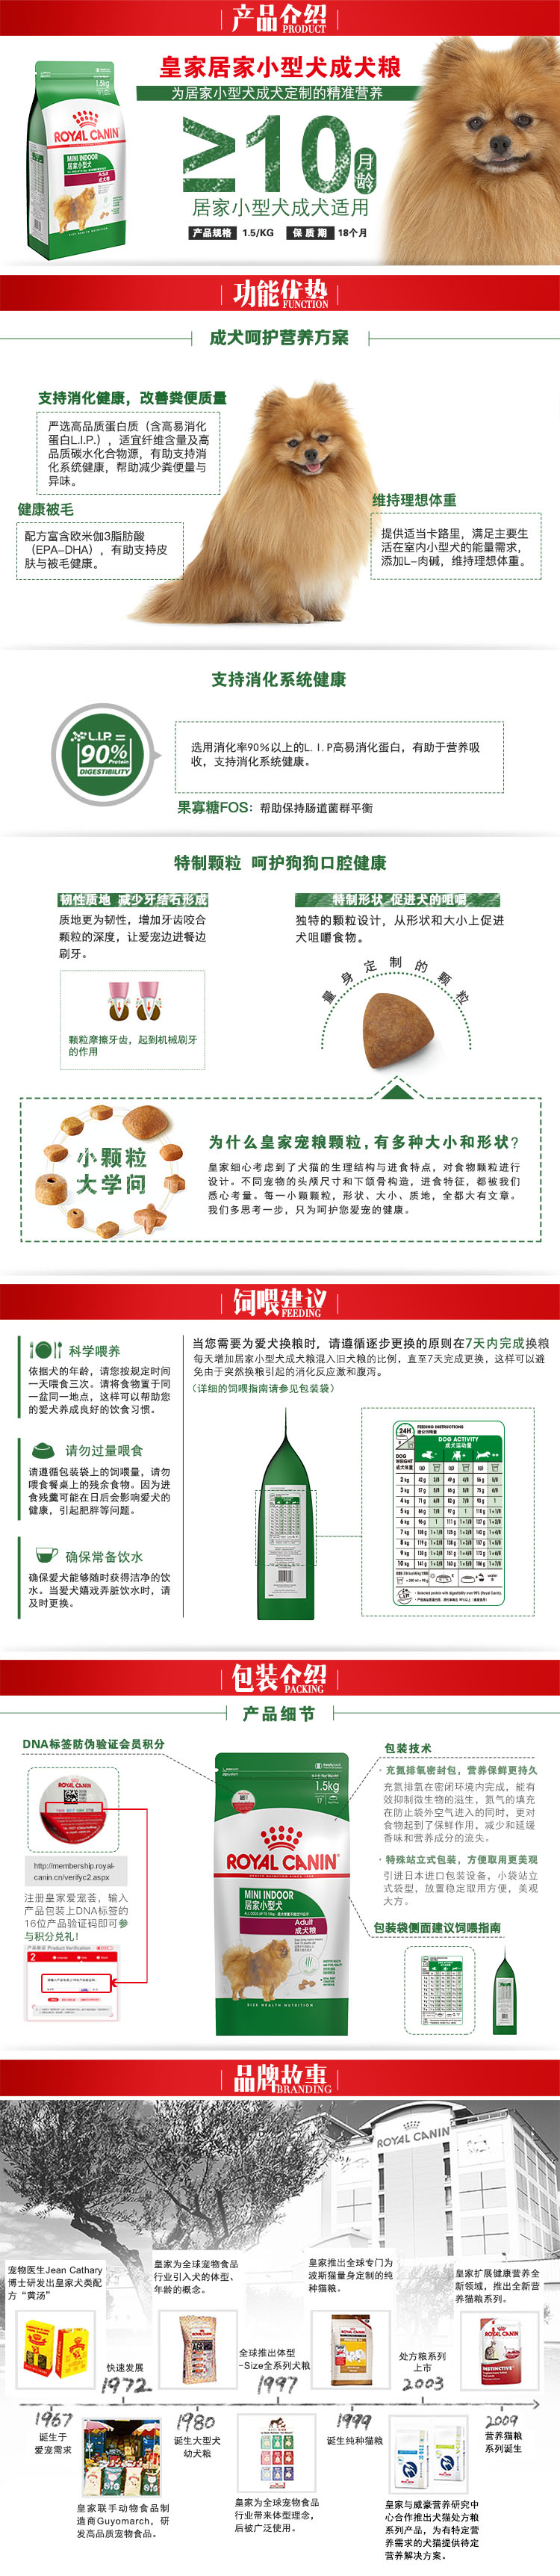 产品介绍
PRODUCT
皇家居家小型犬成犬粮
为居家小型犬成犬定制的精准营养
≥10月龄
居家小型犬成犬适用
产品规格 1.5/KG 保质期 18个月
1.5kg
ROYAL CANIN
MINI INDOOR
居家小型犬
Adult
成犬粮
功能优势
FUNCTION
成犬呵护营养方案
支持消化健康，改善粪便质量
严选高品质蛋白质（含高易消化
蛋白L.I.P.），适宜纤维含量及高
品质碳水化合物源，有助支持消
化系统健康，帮助减少粪便量与
异味。
健康被毛
配方富含欧米伽3脂肪酸
（EPA-DHA），有助支持皮
肤与被毛健康。
维持理想体重
提供适当卡路里，满足主要生
活在室内小型犬的能量需求，
添加L-肉碱，维持理想体重。
支持消化系统健康
L.I.P. =
90% Protein
DIGESTIBILITY
选用消化率90%以上的L.I.P高易消化蛋白，有助于营养吸
收，支持消化系统健康。
果寡糖FOS：帮助保持肠道菌群平衡
特制颗粒 呵护狗狗口腔健康
韧性质地 减少牙结石形成
质地更为韧性，增加牙齿咬合
颗粒的深度，让爱宠边进餐边
刷牙。
颗粒摩擦牙齿，起到机械刷牙
的作用
特制形状 促进犬的咀嚼
独特的颗粒设计，从形状和大小上促进
犬咀嚼食物。
量身定制的颗粒
小颗粒
大学问
为什么皇家宠粮颗粒，有多种大小和形状?
皇家细心考虑到了犬猫的生理结构与进食特点，对食物颗粒进行
设计。不同宠物的头颅尺寸和下颌骨构造，进食特征，都被我们
悉心考量。每一小颗颗粒，形状、大小、质地，全都大有文章。
我们多思考一步，只为呵护您爱宠的健康。
饲喂建议
FEEDING
科学喂养
依据犬的年龄，请您按规定时间
一天喂食三次。请将食物置于同
一盆同一地点，这样可以帮助您
的爱犬养成良好的饮食习惯。
请勿过量喂食
请遵循包装袋上的饲喂量，请勿
喂食餐桌上的残余食物。因为进
食残羹可能在日后会影响爱犬的
健康，引起肥胖等问题。
确保常备饮水
确保爱犬能够随时获得洁净的饮
水。当爱犬嬉戏弄脏饮水时，请
及时更换。
当您需要为爱犬换粮时，请遵循逐步更换的原则在7天内完成换粮
每天增加居家小型犬成犬粮混入旧犬粮的比例，直至7天完成更换，这样可以避
免由于突然换粮引起的消化反应激和腹泻。
（详细的饲喂指南请参见包装袋）
24H
FEEDING INSTRUCTIONS
DOG ACTIVITY
成犬运动量
DOG WEIGHT
成犬体重
2 kg
3 kg
4 kg
5 kg
6 kg
7 kg
8 kg
9 kg
10 kg
包装介绍
PACKING
产品细节
DNA标签防伪验证会员积分
ROYAL CANIN
http://membership.royal-
canin.cn/verifyc2.aspx
注册皇家爱宠荟，输入
产品包装上DNA标签的
16位产品验证码即可参
与积分兑礼！
Product Verification
2
1.5kg
ROYAL CANIN
MINI INDOOR
居家小型犬
Adult
成犬粮
SIZE HEALTH NUTRITION
包装技术
· 充氮排氧密封包，营养保鲜更持久
充氮排氧在密闭环境内完成，能有
效抑制微生物的滋生，氮气的填充
在防止袋外空气进入的同时，更对
食物起到了保鲜作用，减少和延缓
香味和营养成分的流失。
· 特殊站立式包装，方便取用更美观
引进日本进口包装设备，小袋站立
式袋型，放置稳定取用方便，美观
大方。
包装袋侧面建议饲喂指南
品牌故事
BRANDING
ROYAL CANIN
宠物医生Jean Cathary
博士研发出皇家犬类配
方“黄汤”
皇家为全球宠物食品
行业引入犬的体型、
年龄的概念。
皇家推出全球专门为
波斯猫量身定制的纯
种猫粮。
皇家扩展健康营养全
新领域，推出全新营
养猫粮系列。
快速发展
1972
全球推出体型
-Size全系列犬粮
1997
处方粮系列
上市
2003
1967
诞生于
爱宠需求
1980
诞生大型犬
幼犬粮
1999
诞生纯种猫粮
2009
营养猫粮
系列诞生
皇家联手动物食品制
造商Guyomarch，研
发高品质宠物食品。
皇家为全球宠物食品
行业带来体型理念，
后被广泛使用。
皇家与威豪营养研究中
心合作推出犬猫处方粮
系列产品，为有特定营
养需求的犬猫提供特定
营养解决方案。